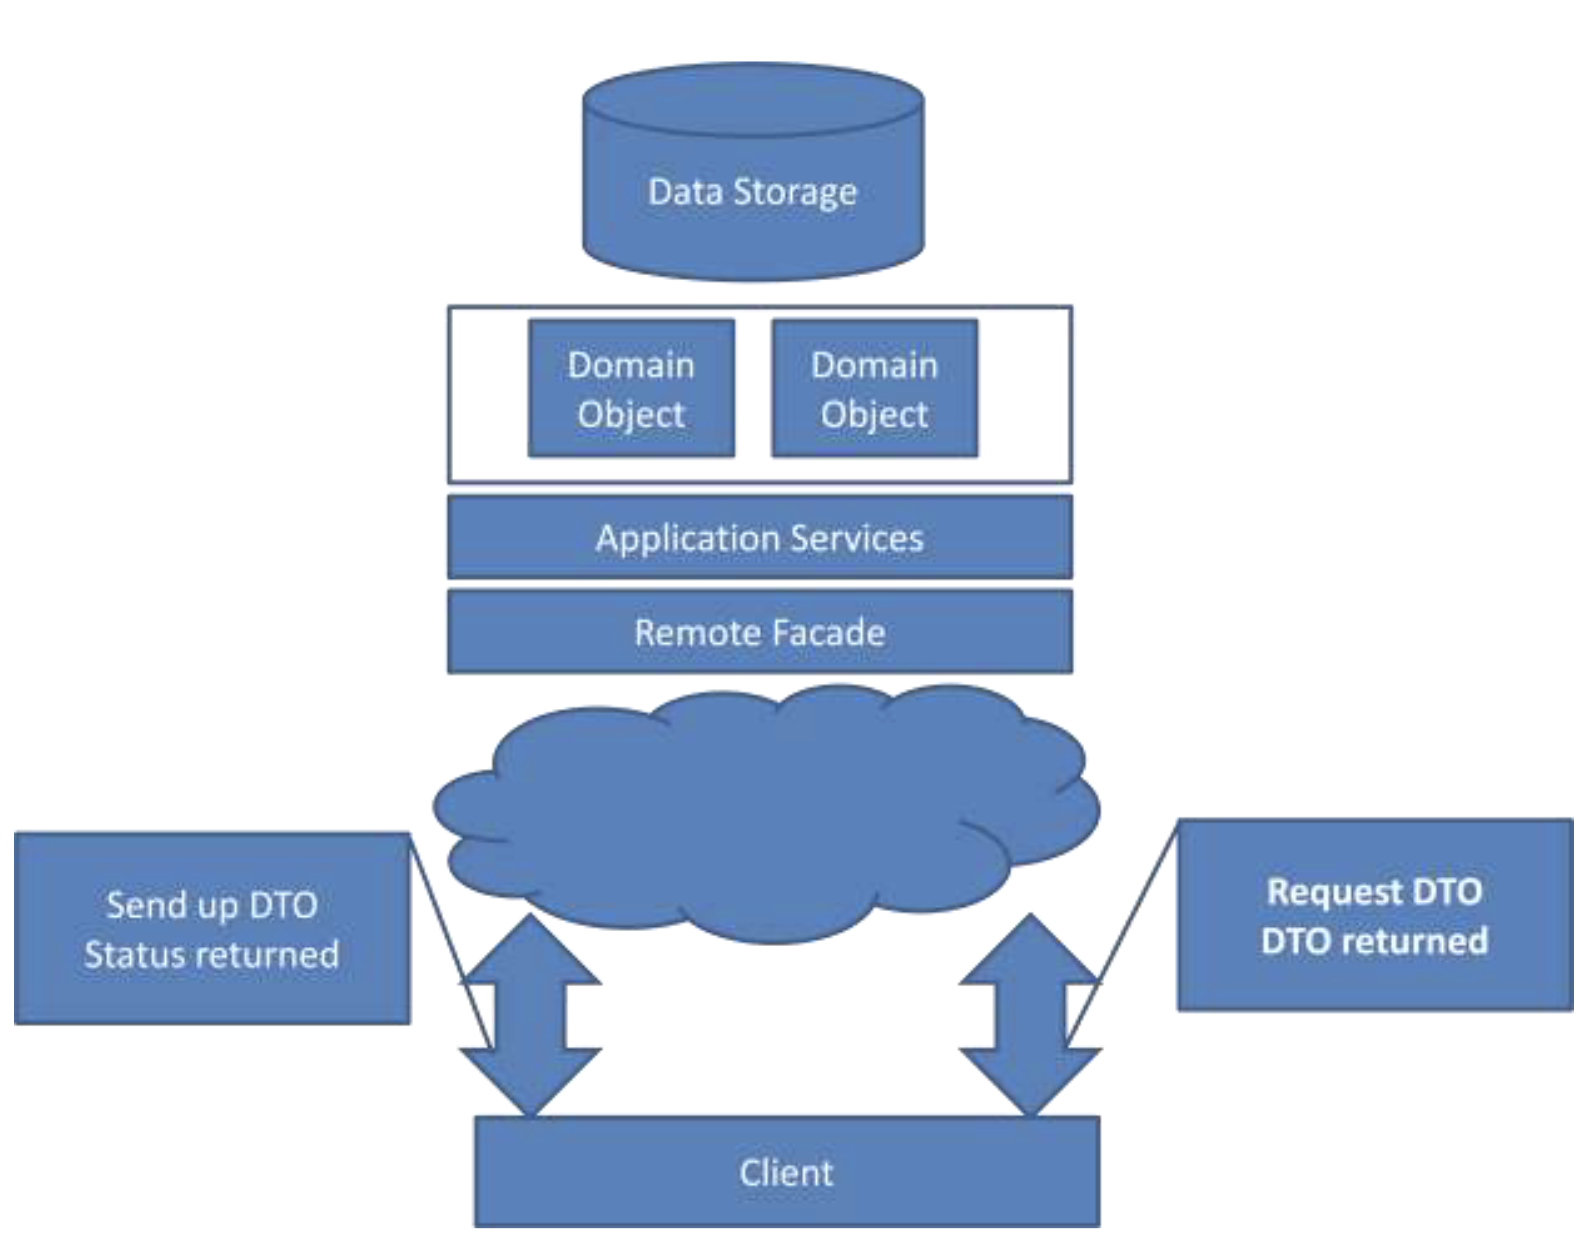 Data Storage
Domain
Object
Domain
Object
Application Services
Remote Facade
Send up DTO
Status returned
Request DTO
DTO returned
Client